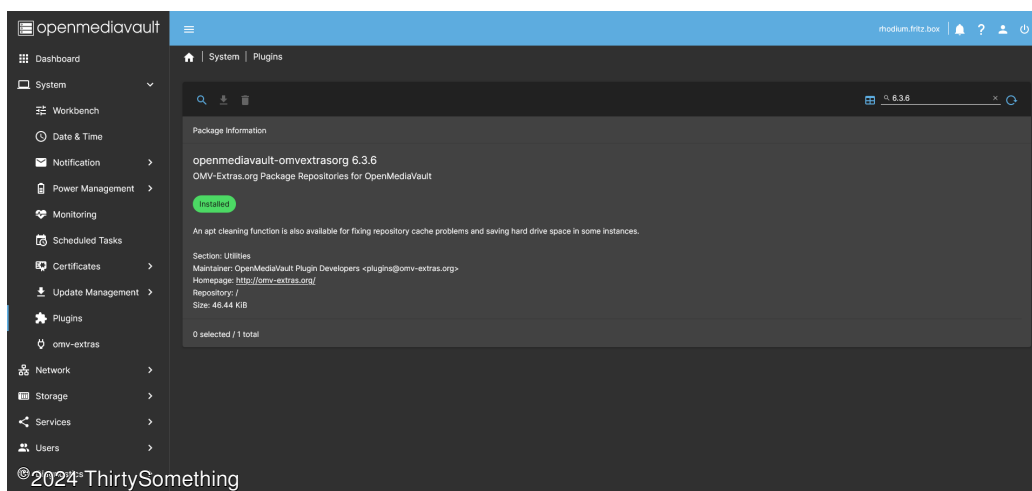 openmediavault
rhodium.fritz.box
Dashboard
System | Plugins
System
6.3.6
Workbench
Package Information
Date & Time
openmediavault-omvextrasorg 6.3.6
Notification
OMV-Extras.org Package Repositories for OpenMediaVault
Power Management
Installed
Monitoring
An apt cleaning function is also available for fixing repository cache problems and saving hard drive space in some instances.
Scheduled Tasks
Section: Utilities
Certificates
Maintainer: OpenMediaVault Plugin Developers <plugins@omv-extras.org>
Homepage: http://omv-extras.org/
Update Management
Repository: /
Size: 46.44 KiB
Plugins
0 selected / 1 total
omv-extras
Network
Storage
Services
Users
Diagnostics
©2024 ThirtySomething